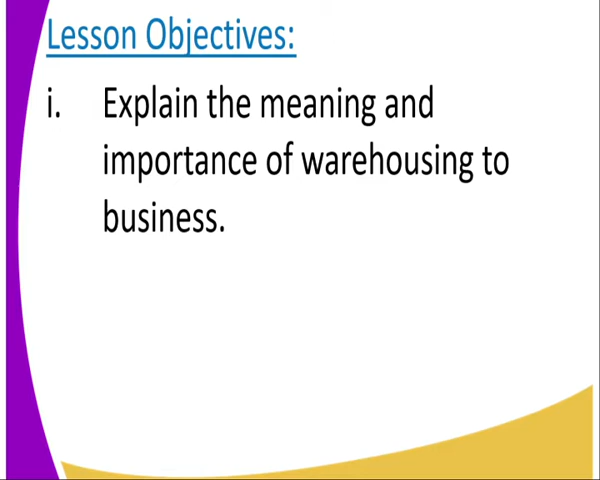 Lesson Objectives:
i. Explain the meaning and
importance of warehousing to
business.